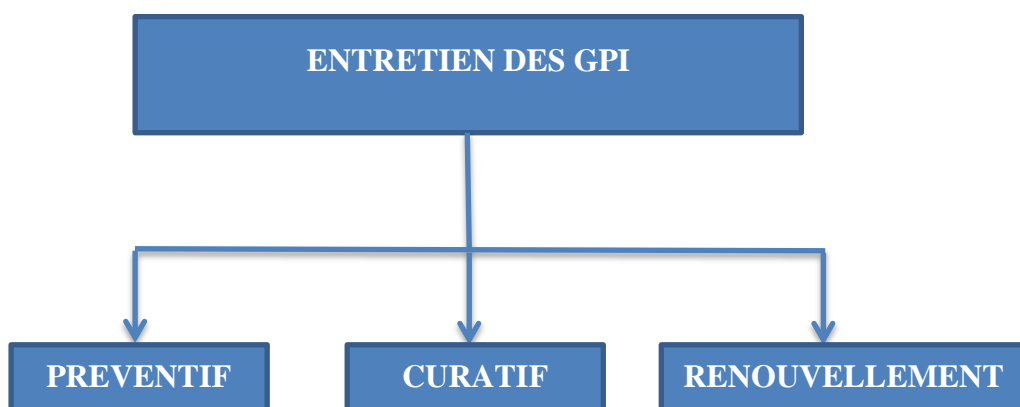 ENTRETIEN DES GPI
PREVENTIF
CURATIF
RENOUVELLEMENT